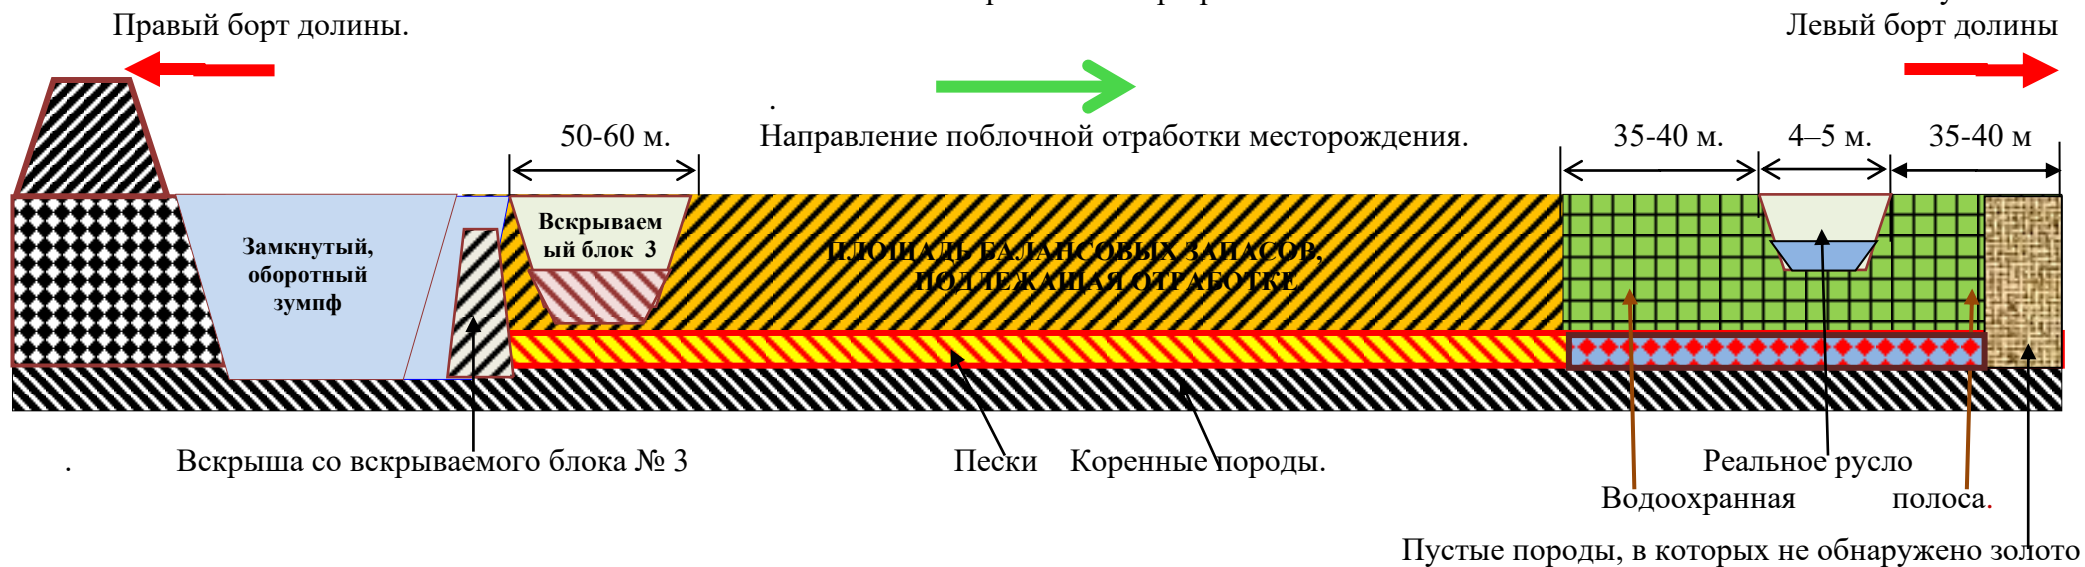 Правый борт долины.
Левый борт долины
.
50-60 м.
Направление поблочной отработки месторождения.
35-40 м.
4–5 м.
35-40 м
Вскрываем
ый блок 3
Замкнутый,
оборотный
зумпф
ПЛОЩАДЬ БАЛАНСОВЫХ ЗАПАСОВ,
ПОДЛЕЖАЩАЯ ОТРАБОТКЕ.
.
Вскрыша со вскрываемого блока № 3
Пески
Коренные породы.
Реальное русло
Водоохранная полоса.
Пустые породы, в которых не обнаружено золото